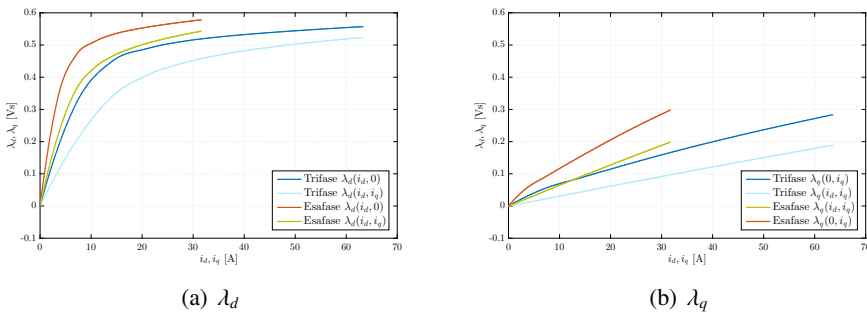 0.6
0.5
0.4
0.3
0.2
0.1
0
-0.1
λd, λq [Vs]
Trifase λd(id, 0)
Trifase λd(id, iq)
Esafase λd(id, 0)
Esafase λd(id, iq)
0 10 20 30 40 50 60 70
id, iq [A]
(a) λd
0.6
0.5
0.4
0.3
0.2
0.1
0
-0.1
λd, λq [Vs]
Trifase λq(0, iq)
Trifase λq(id, iq)
Esafase λq(id, iq)
Esafase λq(0, iq)
0 10 20 30 40 50 60 70
id, iq [A]
(b) λq